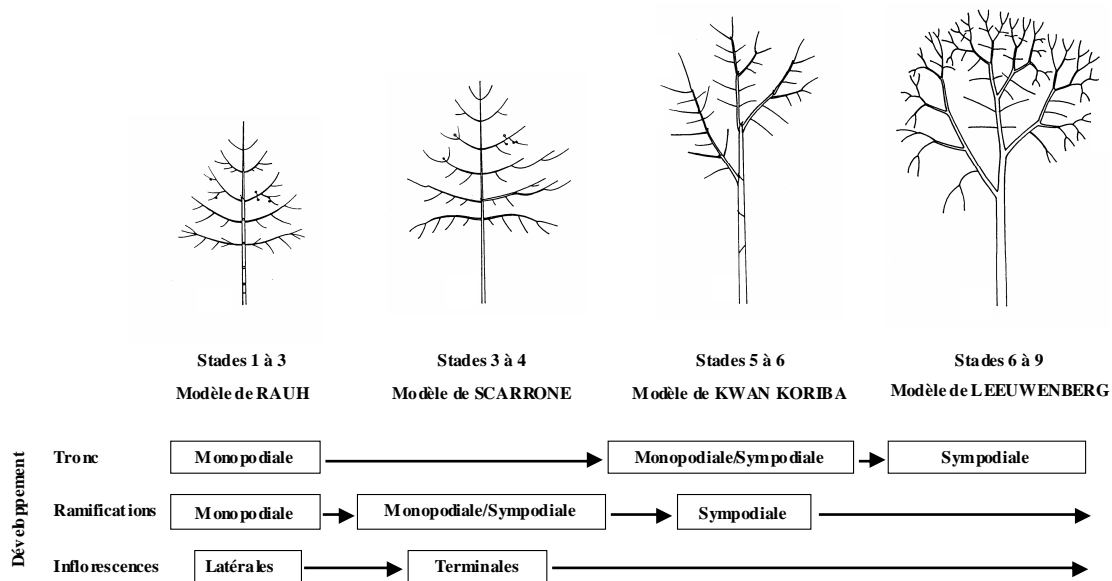 Stades 1 à 3
Modèle de RAUH
Stades 3 à 4
Modèle de SCARRONE
Stades 5 à 6
Modèle de KWAN KORIBA
Stades 6 à 9
Modèle de LEEUWENBERG
Développement
Tronc
Monopodiale
Monopodiale/Sympodiale
Sympodiale
Ramifications
Monopodiale
Monopodiale/Sympodiale
Sympodiale
Inflorescences
Latérales
Terminales